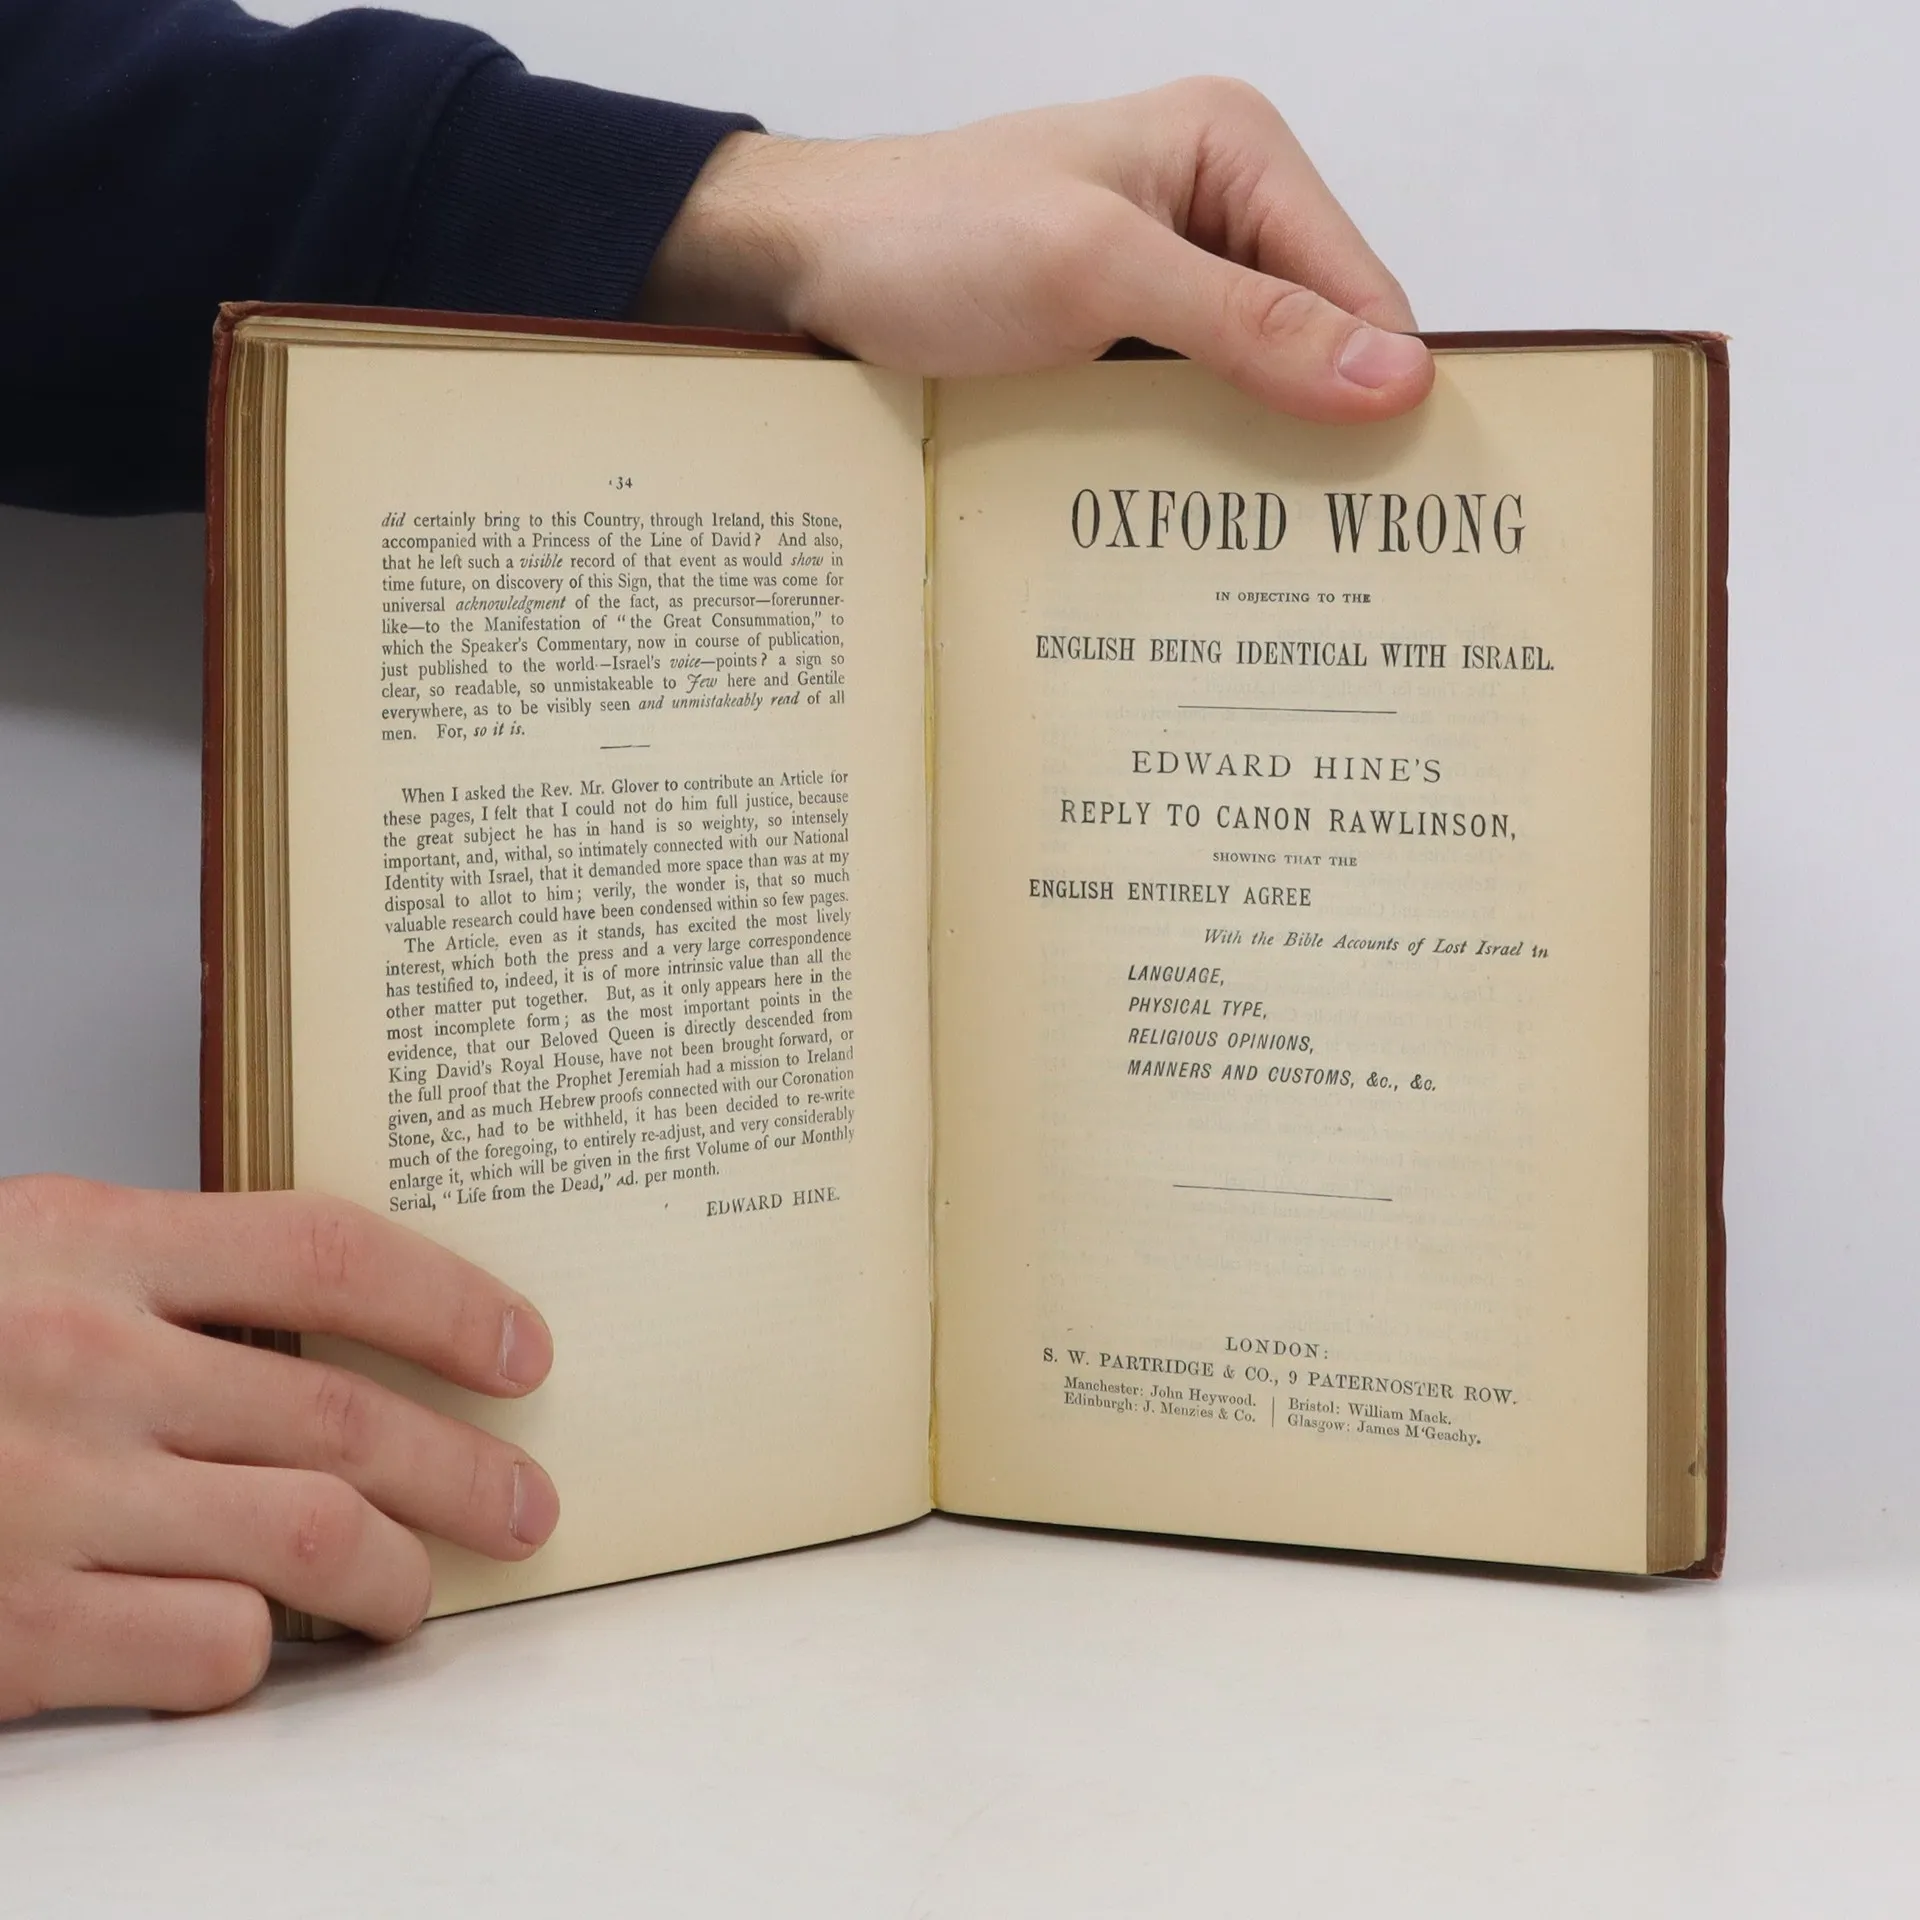 34
did certainly bring to this Country, through Ireland, this Stone,
accompanied with a Princess of the Line of David? And also,
that he left such a visible record of that event as would show in
time future, on discovery of this Sign, that the time was come for
universal acknowledgment of the fact, as precursor—forerunner-
like—to the Manifestation of "the Great Consummation," to
which the Speaker's Commentary, now in course of publication,
just published to the world—Israel's voice—points? a sign so
clear, so readable, so unmistakeable to Jew here and Gentile
everywhere, as to be visibly seen and unmistakeably read of all
men. For, so it is.
When I asked the Rev. Mr. Glover to contribute an Article for
these pages, I felt that I could not do him full justice, because
the great subject he has in hand is so weighty, so intensely
important, and, withal, so intimately connected with our National
Identity with Israel, that it demanded more space than was at my
disposal to allot to him; verily, the wonder is, that so much
valuable research could have been condensed within so few pages.
The Article, even as it stands, has excited the most lively
interest, which both the press and a very large correspondence
has testified to, indeed, it is of more intrinsic value than all the
other matter put together. But, as it only appears here in the
most incomplete form; as the most important points in the
evidence, that our Beloved Queen is directly descended from
King David's Royal House, have not been brought forward, or
the full proof that the Prophet Jeremiah had a mission to Ireland
given, and as much Hebrew proofs connected with our Coronation
Stone, &c., had to be withheld, it has been decided to re-write
much of the foregoing, to entirely re-adjust, and very considerably
enlarge it, which will be given in the first Volume of our Monthly
Serial, "Life from the Dead," per month.
EDWARD HINE.
OXFORD WRONG
IN OBJECTING TO THE
ENGLISH BEING IDENTICAL WITH ISRAEL.
EDWARD HINE'S
REPLY TO CANON RAWLINSON,
SHOWING THAT THE
ENGLISH ENTIRELY AGREE
With the Bible Accounts of Lost Israel in
LANGUAGE,
PHYSICAL TYPE,
RELIGIOUS OPINIONS,
MANNERS AND CUSTOMS, &c., &c.
LONDON:
S. W. PARTRIDGE & CO., 9 PATERNOSTER ROW.
Manchester: John Heywood. | Bristol: William Mack.
Edinburgh: J. Menzies & Co. | Glasgow: James M'Geachy.